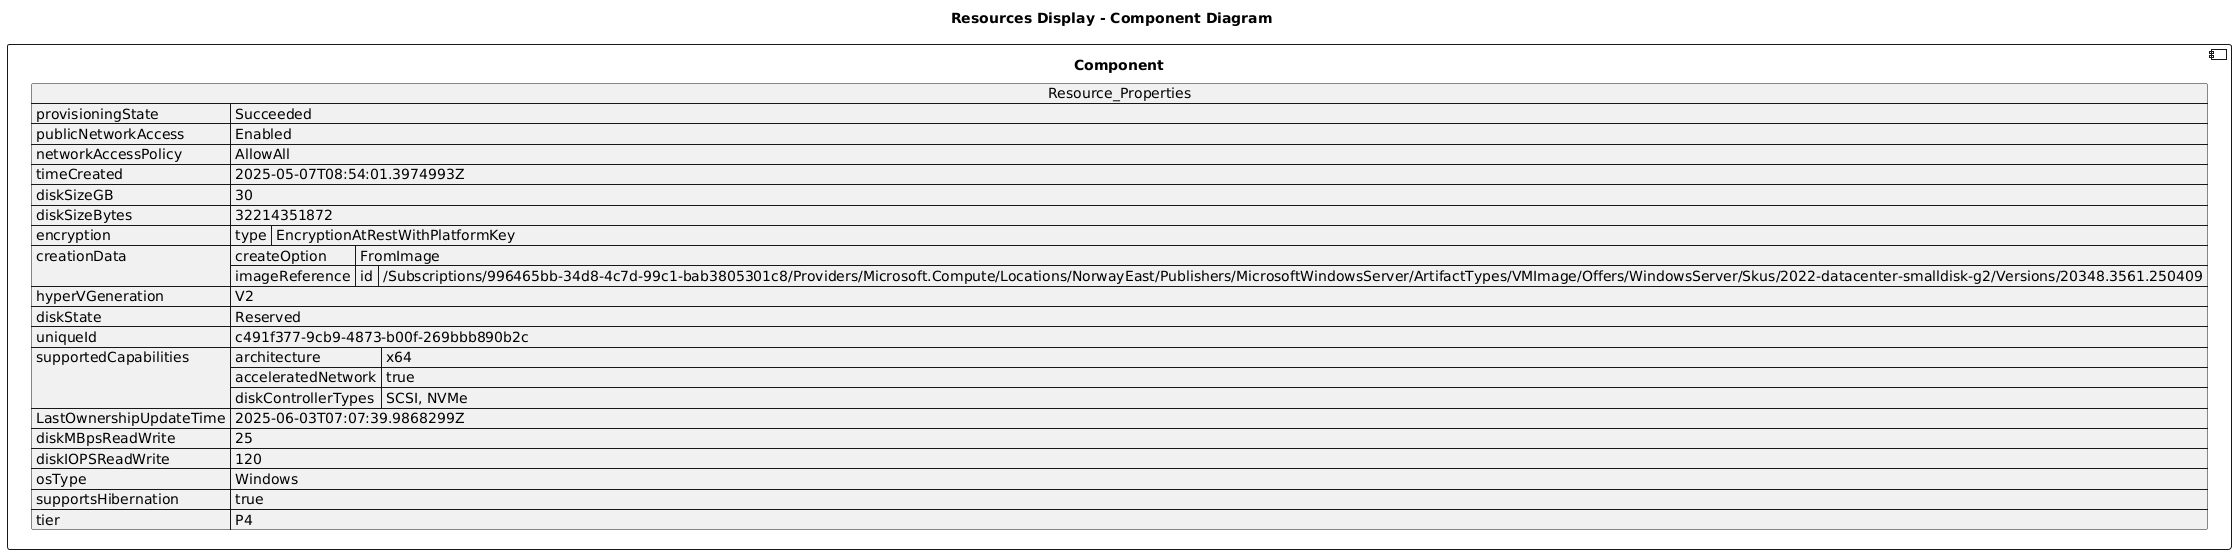 Resources Display - Component Diagram
Component
Resource_Properties
provisioningState Succeeded
publicNetworkAccess Enabled
networkAccessPolicy AllowAll
timeCreated 2025-05-07T08:54:01.3974993Z
diskSizeGB 30
diskSizeBytes 32214351872
encryption type EncryptionAtRestWithPlatformKey
creationData createOption FromImage
imageReference id /Subscriptions/996465bb-34d8-4c7d-99c1-bab3805301c8/Providers/Microsoft.Compute/Locations/NorwayEast/Publishers/MicrosoftWindowsServer/ArtifactTypes/VMImage/Offers/WindowsServer/Skus/2022-datacenter-smalldisk-g2/Versions/20348.3561.250409
hyperVGeneration V2
diskState Reserved
uniqueId c491f377-9cb9-4873-b00f-269bbb890b2c
supportedCapabilities architecture x64
acceleratedNetwork true
diskControllerTypes SCSI, NVMe
LastOwnershipUpdateTime 2025-06-03T07:07:39.9868299Z
diskMBpsReadWrite 25
diskIOPSReadWrite 120
osType Windows
supportsHibernation true
tier P4